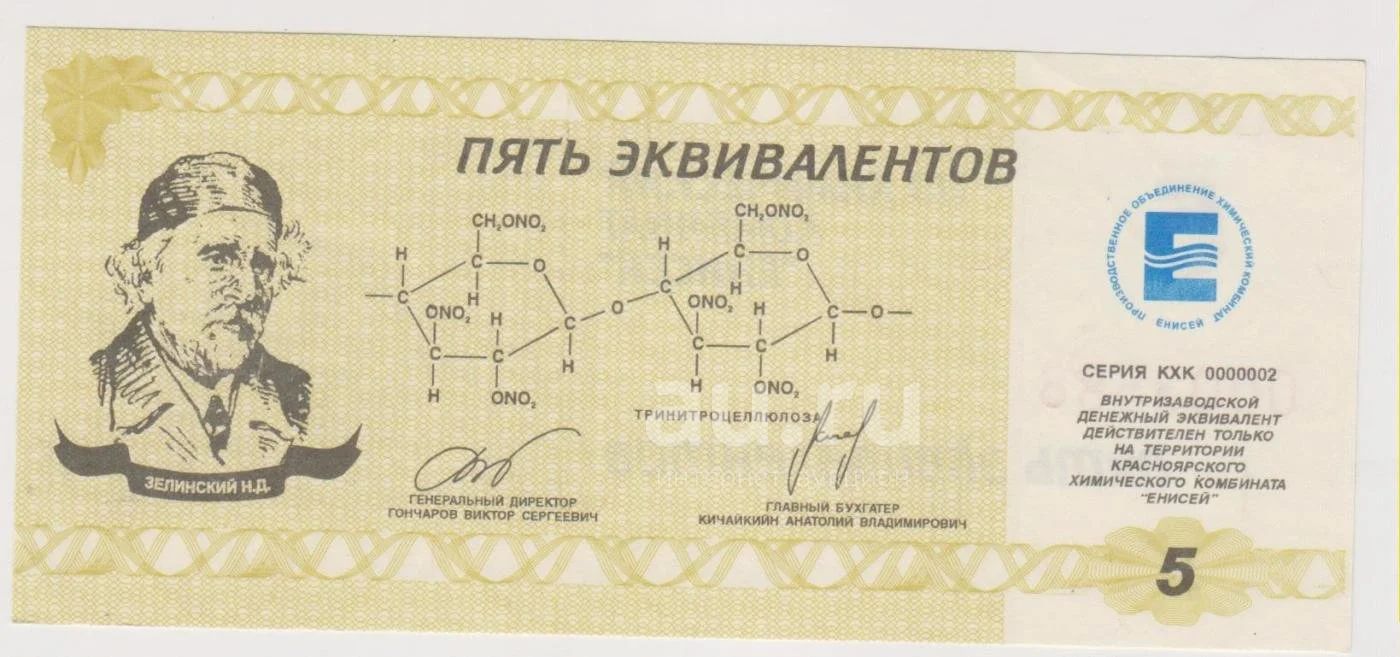 ПЯТЬ ЭКВИВАЛЕНТОВ
CH₂ONO₂
CH₂ONO₂
H
C
O
H
C
O
C
H
H
ONO₂
H
C
O
C
H
ONO₂
H
C
O
C
C
H
C
C
H
H
ONO₂
H
ONO₂
ТРИНИТРОЦЕЛЛЮЛОЗА
ЗЕЛИНСКИЙ Н.Д.
ГЕНЕРАЛЬНЫЙ ДИРЕКТОР
ГОНЧАРОВ ВИКТОР СЕРГЕЕВИЧ
ГЛАВНЫЙ БУХГАТЕР
КИЧАЙКИЙН АНАТОЛИЙ ВЛАДИМИРОВИЧ
au.ru
ПРОИЗВОДСТВЕННОЕ ОБЪЕДИНЕНИЕ ХИМИЧЕСКИЙ КОМБИНАТ
ЕНИСЕЙ
Е
СЕРИЯ КХК 0000002
ВНУТРИЗАВОДСКОЙ
ДЕНЕЖНЫЙ ЭКВИВАЛЕНТ
ДЕЙСТВИТЕЛЕН ТОЛЬКО
НА ТЕРРИТОРИИ
КРАСНОЯРСКОГО
ХИМИЧЕСКОГО КОМБИНАТА
"ЕНИСЕЙ"
5